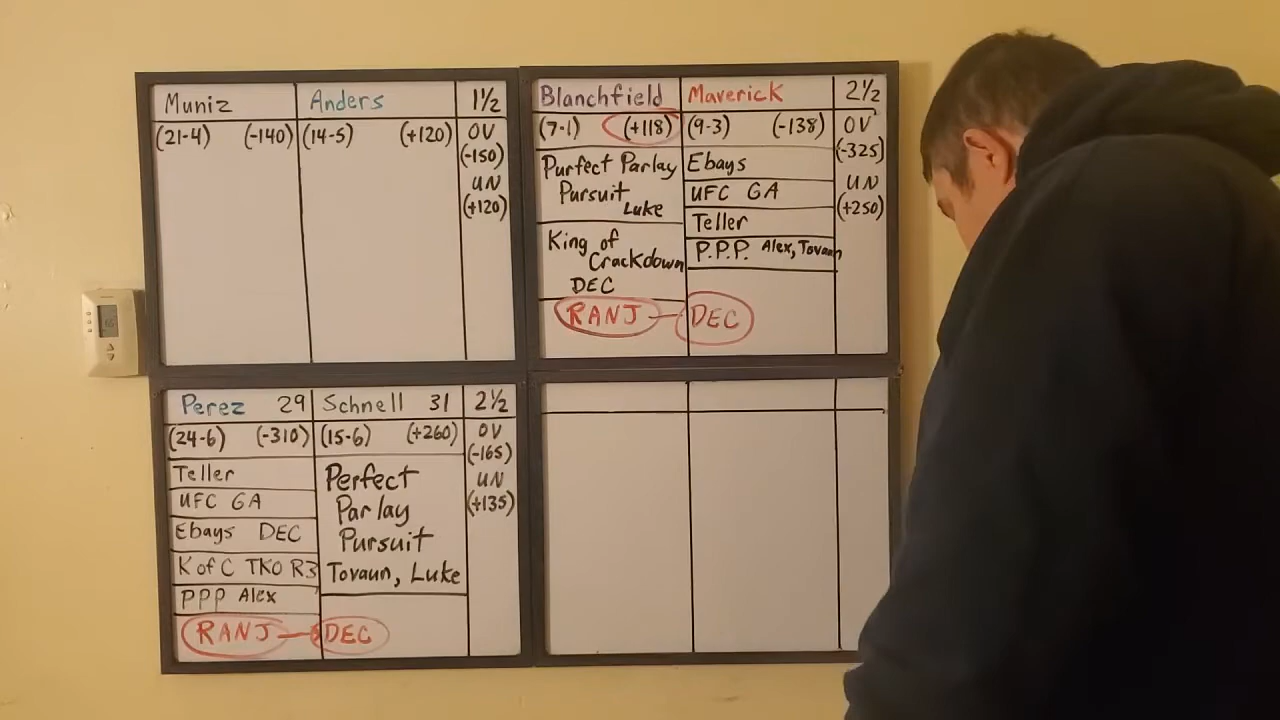 Muniz Anders 1½
(21-4) (-140) (14-5) (+120) OV
(-150)
UN
(+120)
Blanchfield Maverick 2½
(7-1) (+118) (9-3) (-138) OV
(-325)
UN
(+250)
Purfect Parlay
Pursuit
Luke
King of
Crackdown
DEC
Ebays
UFC GA
Teller
P.P.P. Alex, Tovaun
RANJ — DEC
Perez 29 Schnell 31 2½
(24-6) (-310) (15-6) (+260) OV
(-165)
UN
(+135)
Teller
UFC GA
Ebays DEC
K of C TKO R3
PPP Alex
Perfect
Parlay
Pursuit
Tovaun, Luke
RANJ — DEC